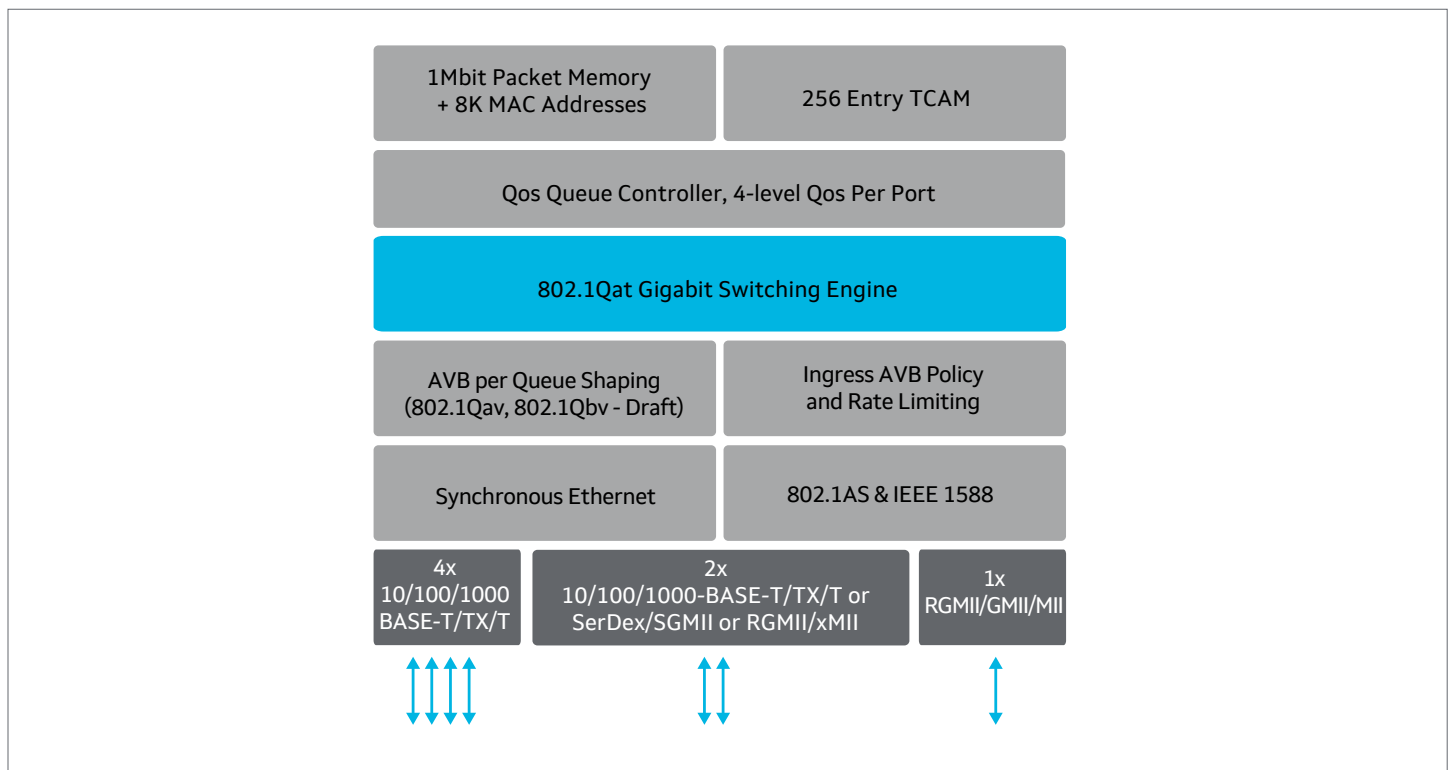 1Mbit Packet Memory
+ 8K MAC Addresses
256 Entry TCAM
Qos Queue Controller, 4-level Qos Per Port
802.1Qat Gigabit Switching Engine
AVB per Queue Shaping
(802.1Qav, 802.1Qbv - Draft)
Ingress AVB Policy
and Rate Limiting
Synchronous Ethernet
802.1AS & IEEE 1588
4x
10/100/1000
BASE-T/TX/T
2x
10/100/1000-BASE-T/TX/T or
SerDex/SGMII or RGMII/xMII
1x
RGMII/GMII/MII